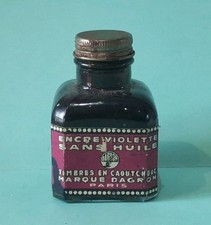 ENCRE VIOLETTE
SANS HUILE
TIMBRES EN CAOUTCHOUC
MARQUE DAGRON
PARIS